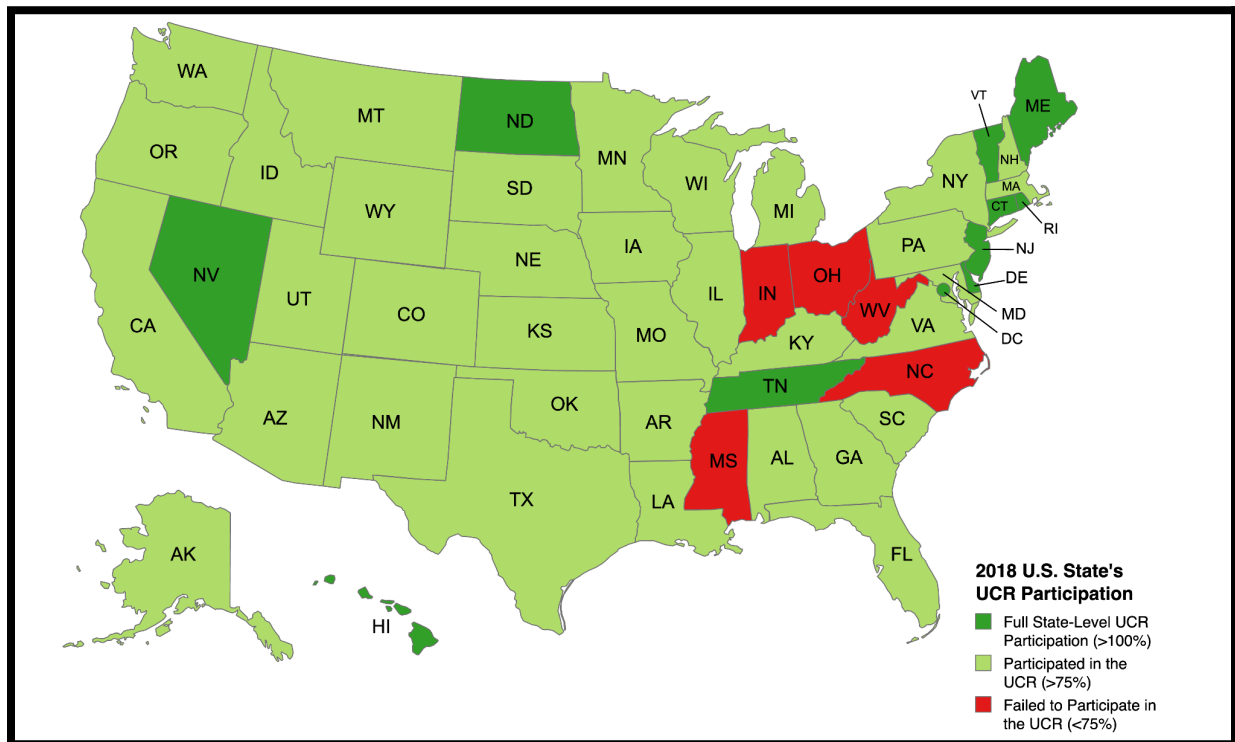 WA
MT
ND
MN
VT
ME
OR
ID
SD
WI
MI
NY
NH
MA
CT
RI
WY
NV
NE
IA
PA
NJ
DE
MD
DC
UT
CO
IL
IN
OH
WV
VA
CA
KS
MO
KY
NC
TN
AZ
NM
OK
AR
SC
MS
AL
GA
TX
LA
AK
FL
HI
2018 U.S. State's
UCR Participation
Full State-Level UCR
Participation (>100%)
Participated in the
UCR (>75%)
Failed to Participate in
the UCR (<75%)